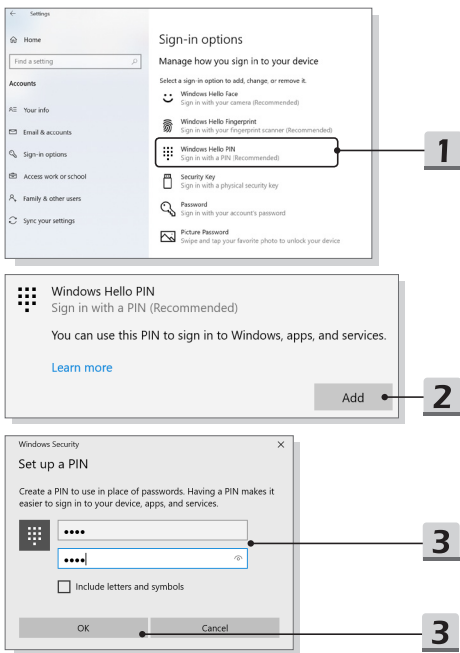 Settings
Home
Find a setting
Accounts
Your info
Email & accounts
Sign-in options
Access work or school
Family & other users
Sync your settings
Sign-in options
Manage how you sign in to your device
Select a sign-in option to add, change, or remove it.
Windows Hello Face
Sign in with your camera (Recommended)
Windows Hello Fingerprint
Sign in with your fingerprint scanner (Recommended)
Windows Hello PIN
Sign in with a PIN (Recommended)
Security Key
Sign in with a physical security key
Password
Sign in with your account's password
Picture Password
Swipe and tap your favorite photo to unlock your device
1
Windows Hello PIN
Sign in with a PIN (Recommended)
You can use this PIN to sign in to Windows, apps, and services.
Learn more
Add
2
Windows Security
Set up a PIN
Create a PIN to use in place of passwords. Having a PIN makes it
easier to sign in to your device, apps, and services.
••••
••••
3
Include letters and symbols
OK Cancel
3